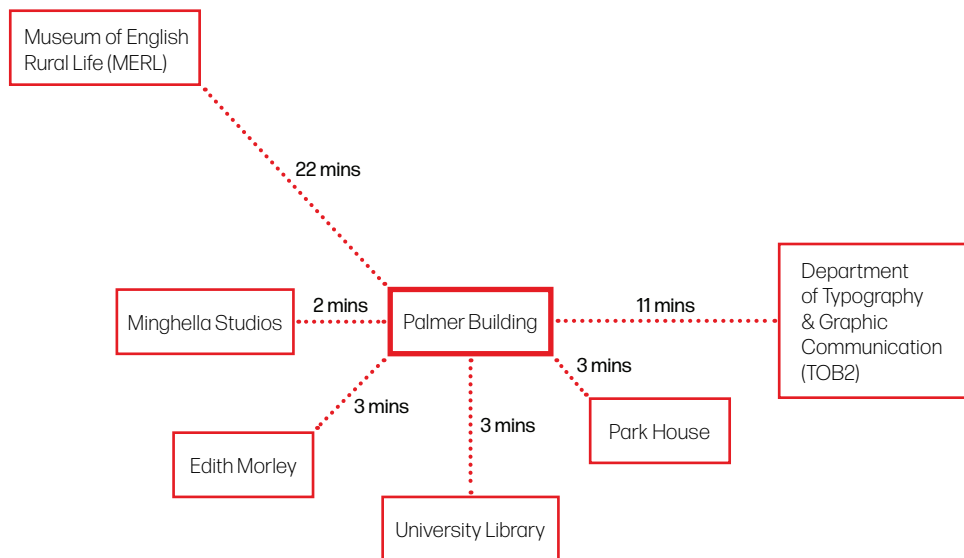 Museum of English
Rural Life (MERL)
22 mins
Minghella Studios
2 mins
Palmer Building
11 mins
Department
of Typography
& Graphic
Communication
(TOB2)
3 mins
Edith Morley
3 mins
University Library
3 mins
Park House